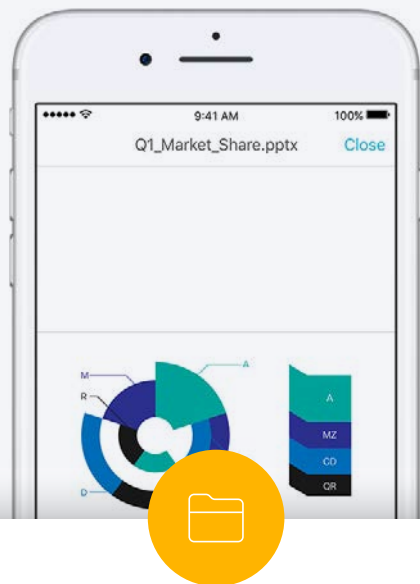 9:41 AM
100%
Q1_Market_Share.pptx
Close
M
A
R
D
A
MZ
CD
QR